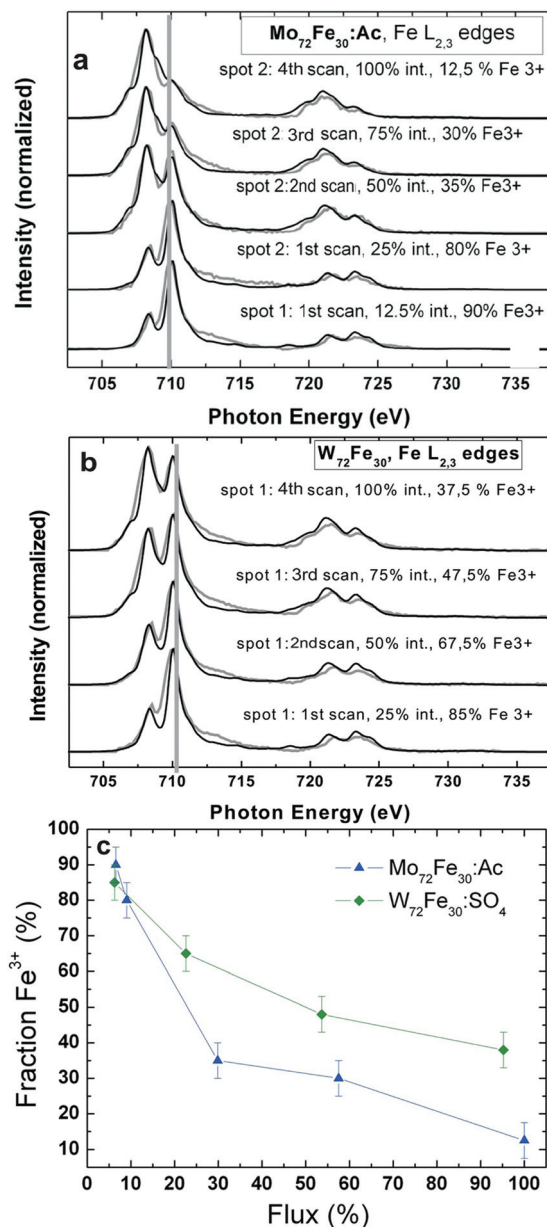 a
Mo72Fe30:Ac, Fe L2,3 edges
spot 2: 4th scan, 100% int., 12,5 % Fe 3+
spot 2: 3rd scan, 75% int., 30% Fe3+
spot 2:2nd scan, 50% int., 35% Fe3+
spot 2: 1st scan, 25% int., 80% Fe 3+
spot 1: 1st scan, 12.5% int., 90% Fe3+
Intensity (normalized)
705 710 715 720 725 730 735
Photon Energy (eV)
b
W72Fe30, Fe L2,3 edges
spot 1: 4th scan, 100% int., 37,5 % Fe3+
spot 1:3rd scan, 75% int., 47,5% Fe3+
spot 1:2nd scan, 50% int., 67,5% Fe3+
spot 1: 1st scan, 25% int., 85% Fe 3+
Intensity (normalized)
705 710 715 720 725 730 735
Photon Energy (eV)
c
Mo72Fe30:Ac
W72Fe30:SO4
100
90
80
70
60
50
40
30
20
10
Fraction Fe3+ (%)
0 10 20 30 40 50 60 70 80 90 100
Flux (%)